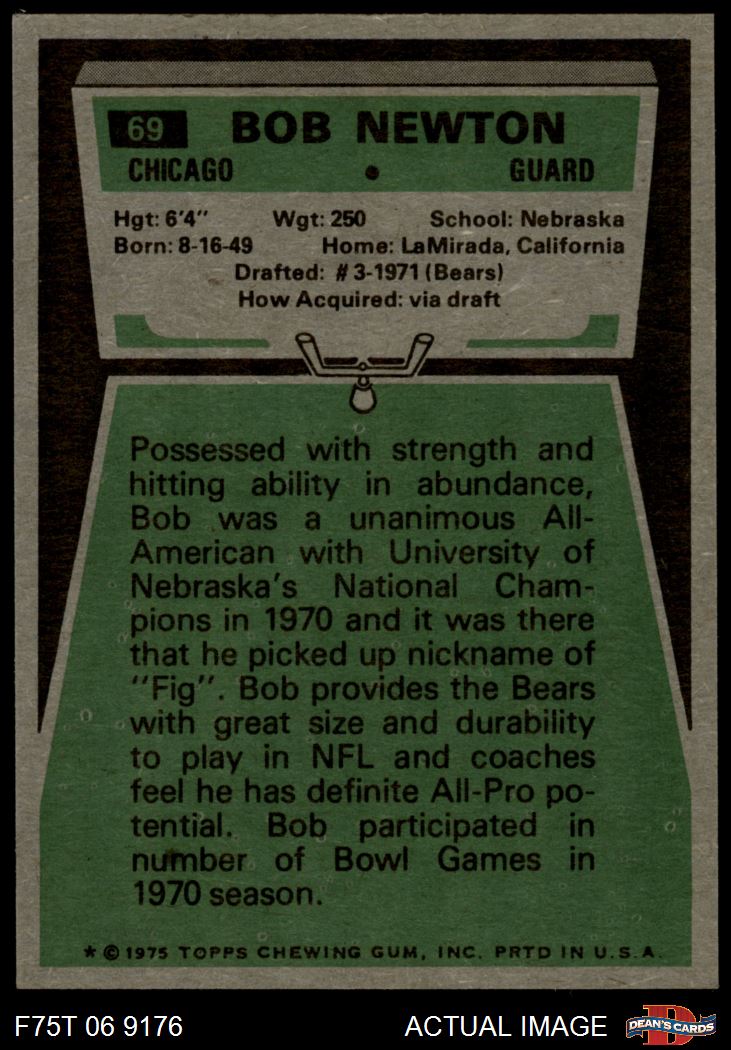 69 BOB NEWTON
CHICAGO • GUARD
Hgt: 6'4" Wgt: 250 School: Nebraska
Born: 8-16-49 Home: LaMirada, California
Drafted: #3-1971 (Bears)
How Acquired: via draft
Possessed with strength and
hitting ability in abundance,
Bob was a unanimous All-
American with University of
Nebraska's National Cham-
pions in 1970 and it was there
that he picked up nickname of
"Fig". Bob provides the Bears
with great size and durability
to play in NFL and coaches
feel he has definite All-Pro po-
tential. Bob participated in
number of Bowl Games in
1970 season.
* © 1975 TOPPS CHEWING GUM, INC. PRTD IN U.S.A.
F75T 06 9176 ACTUAL IMAGE D DEAN'S CARDS